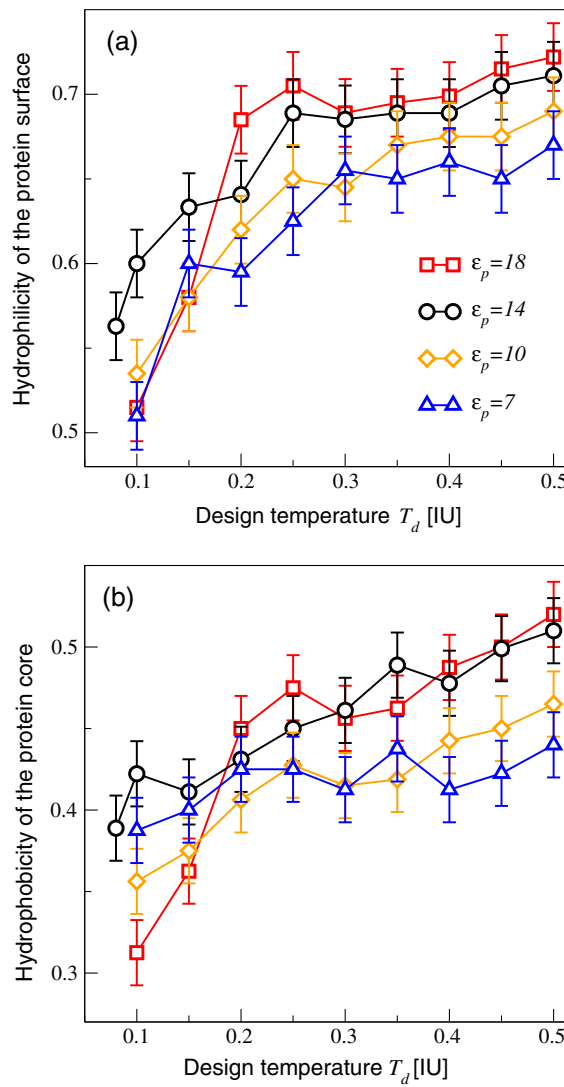 (a)
0.7
0.6
0.5
Hydrophilicity of the protein surface
εp=18
εp=14
εp=10
εp=7
0.1 0.2 0.3 0.4 0.5
Design temperature Td [IU]
(b)
0.5
0.4
0.3
Hydrophobicity of the protein core
0.1 0.2 0.3 0.4 0.5
Design temperature Td [IU]